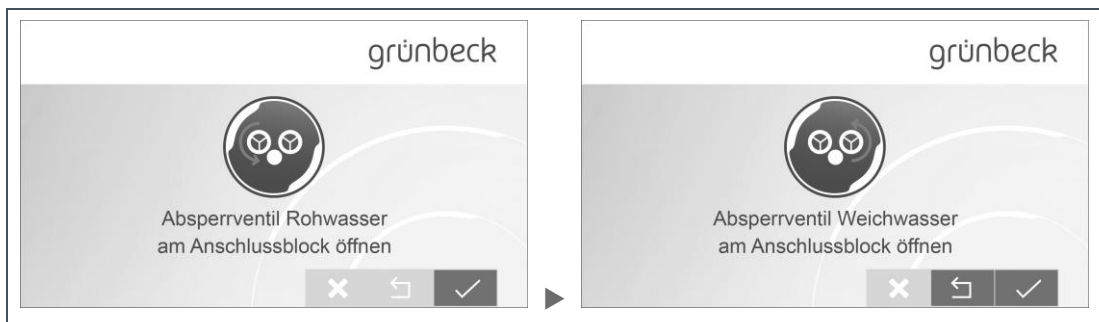 grünbeck
Absperrventil Rohwasser
am Anschlussblock öffnen
grünbeck
Absperrventil Weichwasser
am Anschlussblock öffnen